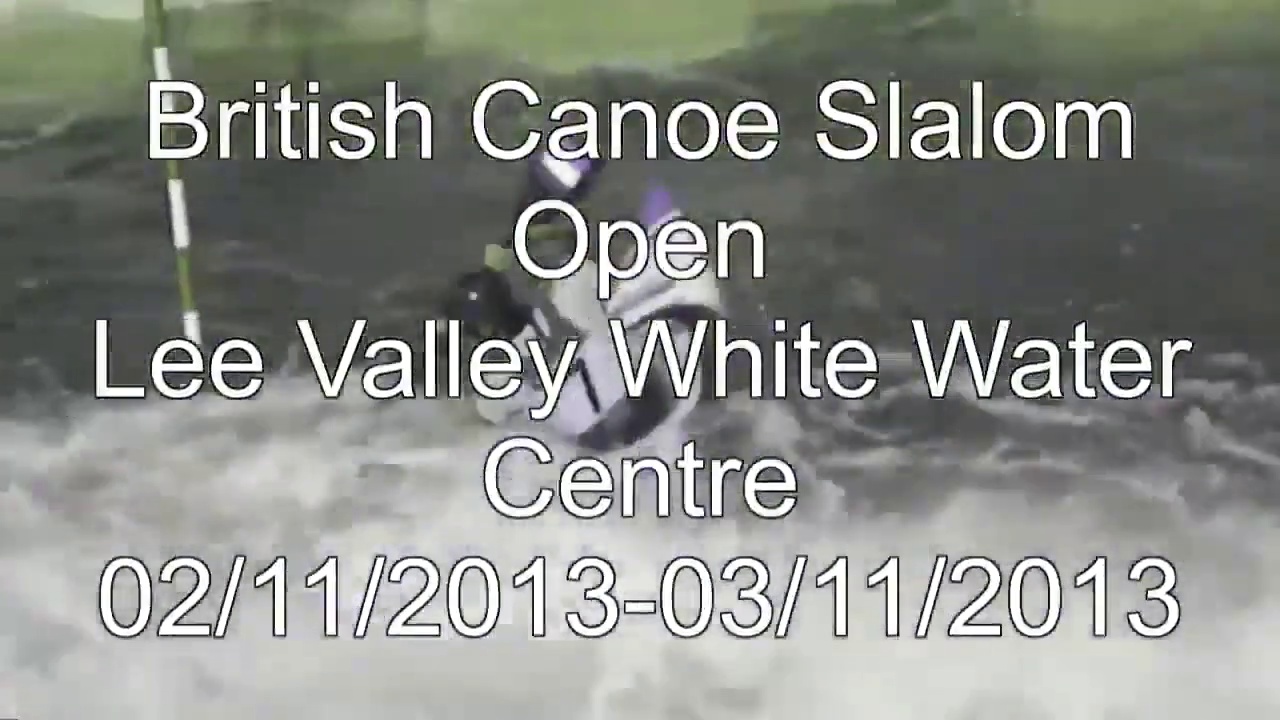 British Canoe Slalom
Open
Lee Valley White Water
Centre
02/11/2013-03/11/2013